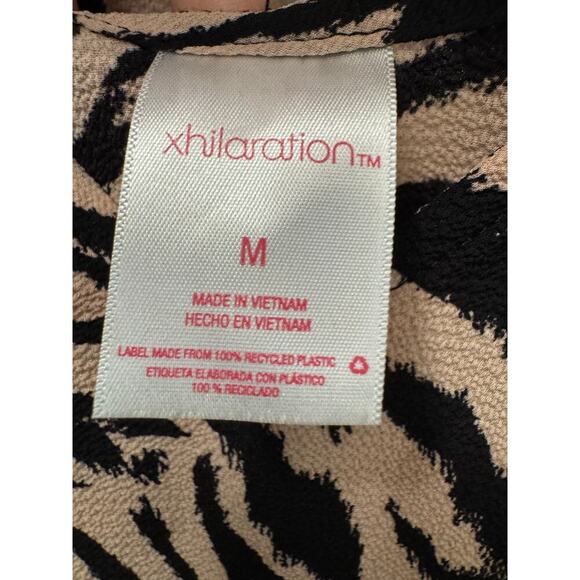 xhilaration™
M
MADE IN VIETNAM
HECHO EN VIETNAM
LABEL MADE FROM 100% RECYCLED PLASTIC
ETIQUETA ELABORADA CON PLÁSTICO
100 % RECICLADO